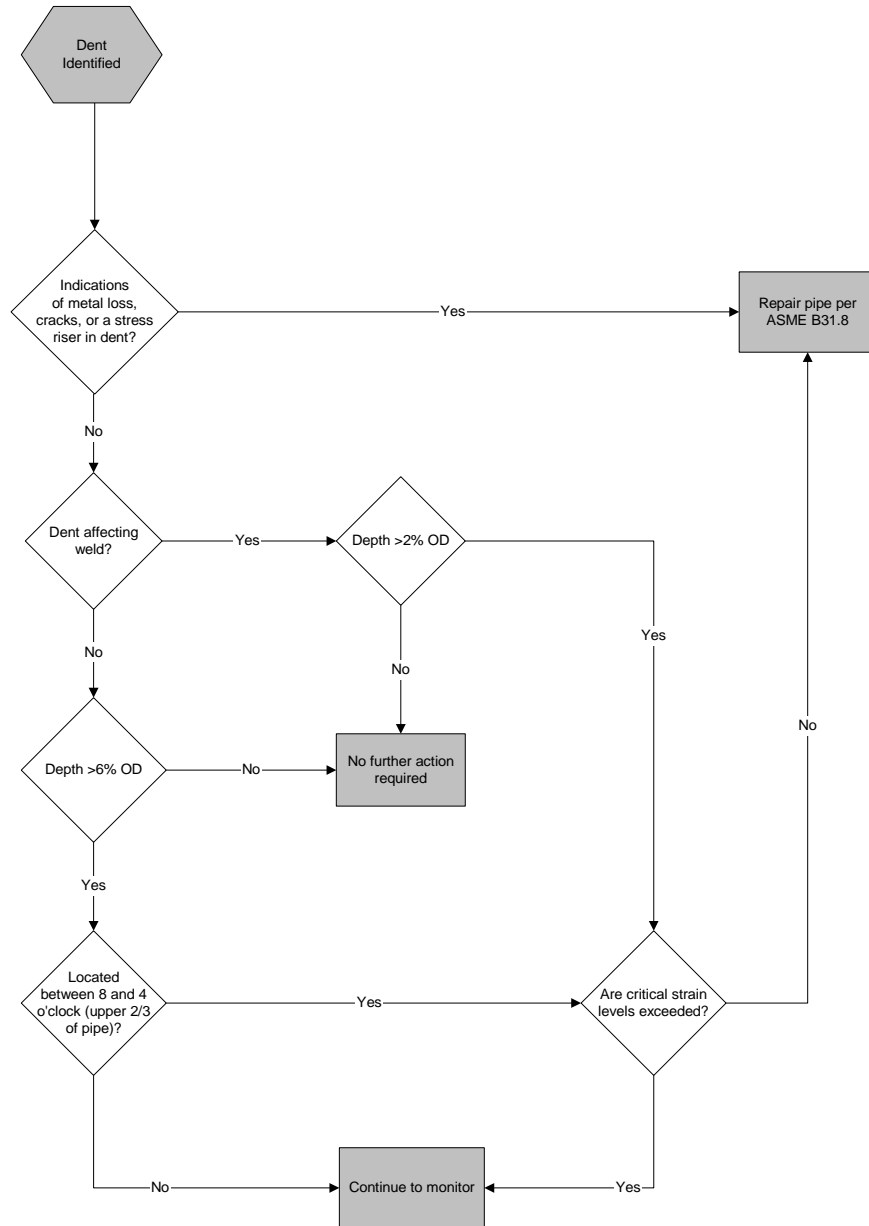 Dent
Identified
Indications
of metal loss,
cracks, or a stress
riser in dent?
Yes
Repair pipe per
ASME B31.8
No
Dent affecting
weld?
Yes
Depth >2% OD
Yes
No
No
No
Depth >6% OD
No
No further action
required
Yes
Located
between 8 and 4
o'clock (upper 2/3
of pipe)?
Yes
Are critical strain
levels exceeded?
No
Continue to monitor
Yes